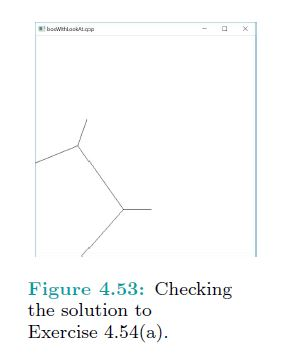 boxWithLookAt.cpp
Figure 4.53: Checking
the solution to
Exercise 4.54(a).